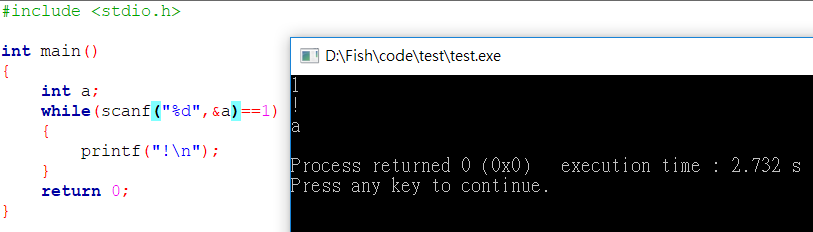 #include <stdio.h>
int main()
{
    int a;
    while(scanf("%d",&a)==1)
    {
        printf("!\n");
    }
    return 0;
}
D:\Fish\code\test\test.exe
1
!
a
Process returned 0 (0x0)   execution time : 2.732 s
Press any key to continue.